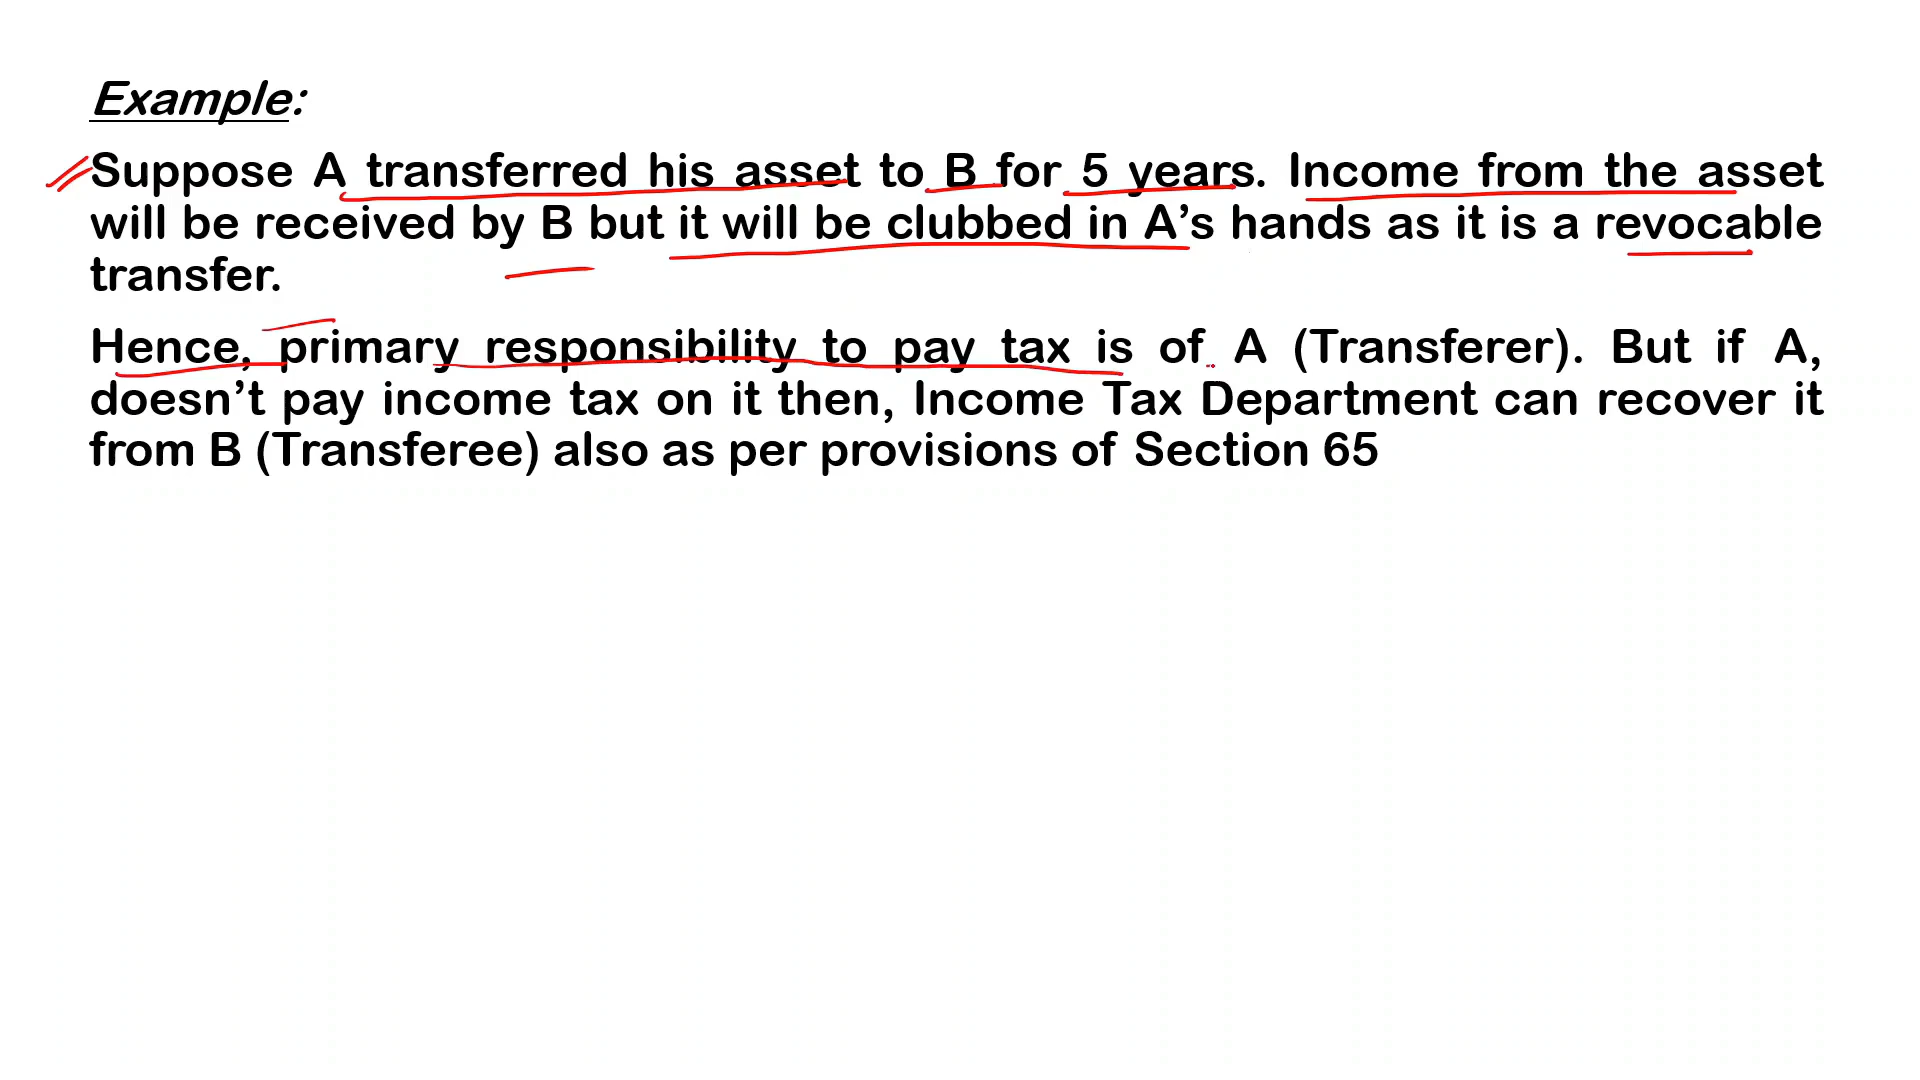 Example:
Suppose A transferred his asset to B for 5 years. Income from the asset
will be received by B but it will be clubbed in A’s hands as it is a revocable
transfer.
Hence, primary responsibility to pay tax is of A (Transferer). But if A,
doesn’t pay income tax on it then, Income Tax Department can recover it
from B (Transferee) also as per provisions of Section 65